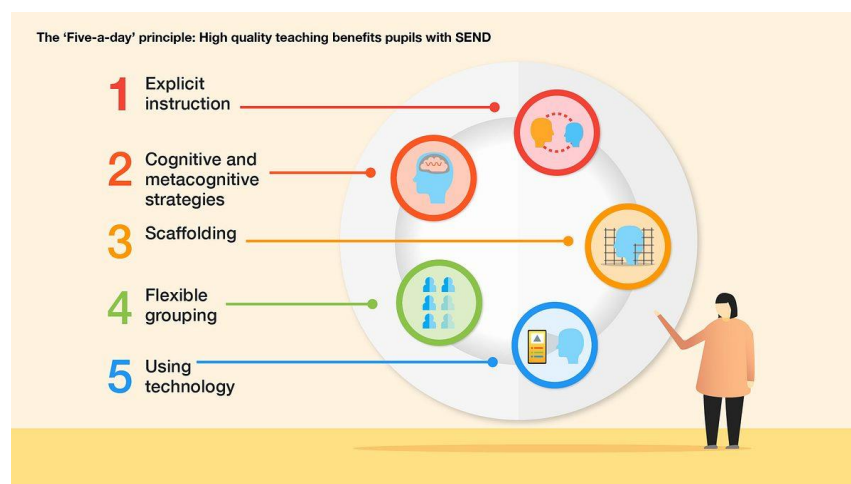 The ‘Five-a-day’ principle: High quality teaching benefits pupils with SEND
1 Explicit
instruction
2 Cognitive and
metacognitive
strategies
3 Scaffolding
4 Flexible
grouping
5 Using
technology